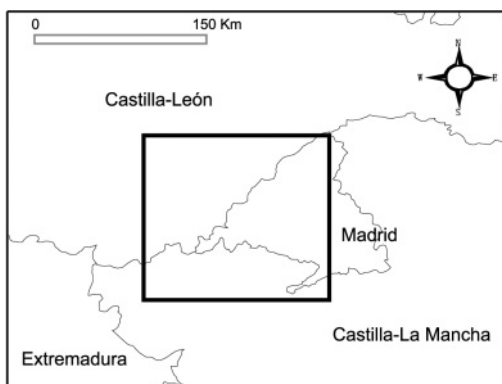 0 150 Km
N
W E
S
Castilla-León
Madrid
Castilla-La Mancha
Extremadura